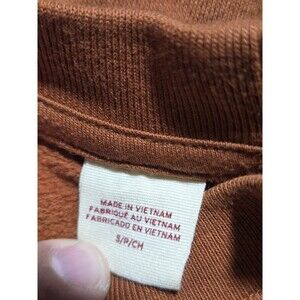 MADE IN VIETNAM
FABRIQUÉ AU VIETNAM
FABRICADO EN VIETNAM
S/P/CH